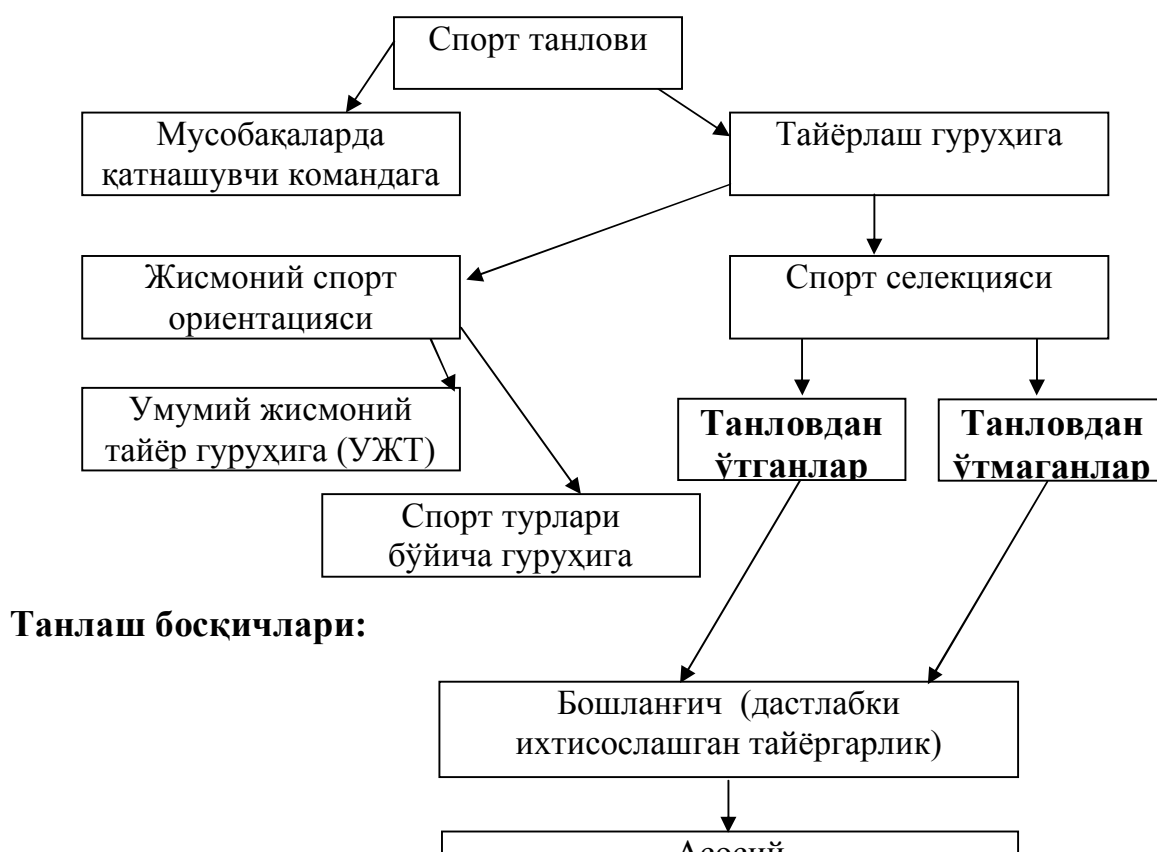 Спорт танлови
Мусобақаларда
қатнашувчи командага
Тайёрлаш гуруҳига
Жисмоний спорт
ориентацияси
Спорт селекцияси
Умумий жисмоний
тайёр гуруҳига (УЖТ)
Танловдан
ўтганлар
Танловдан
ўтмаганлар
Спорт турлари
бўйича гуруҳига
Танлаш босқичлари:
Бошланғич (дастлабки
ихтисослашган тайёргарлик)
Асосий